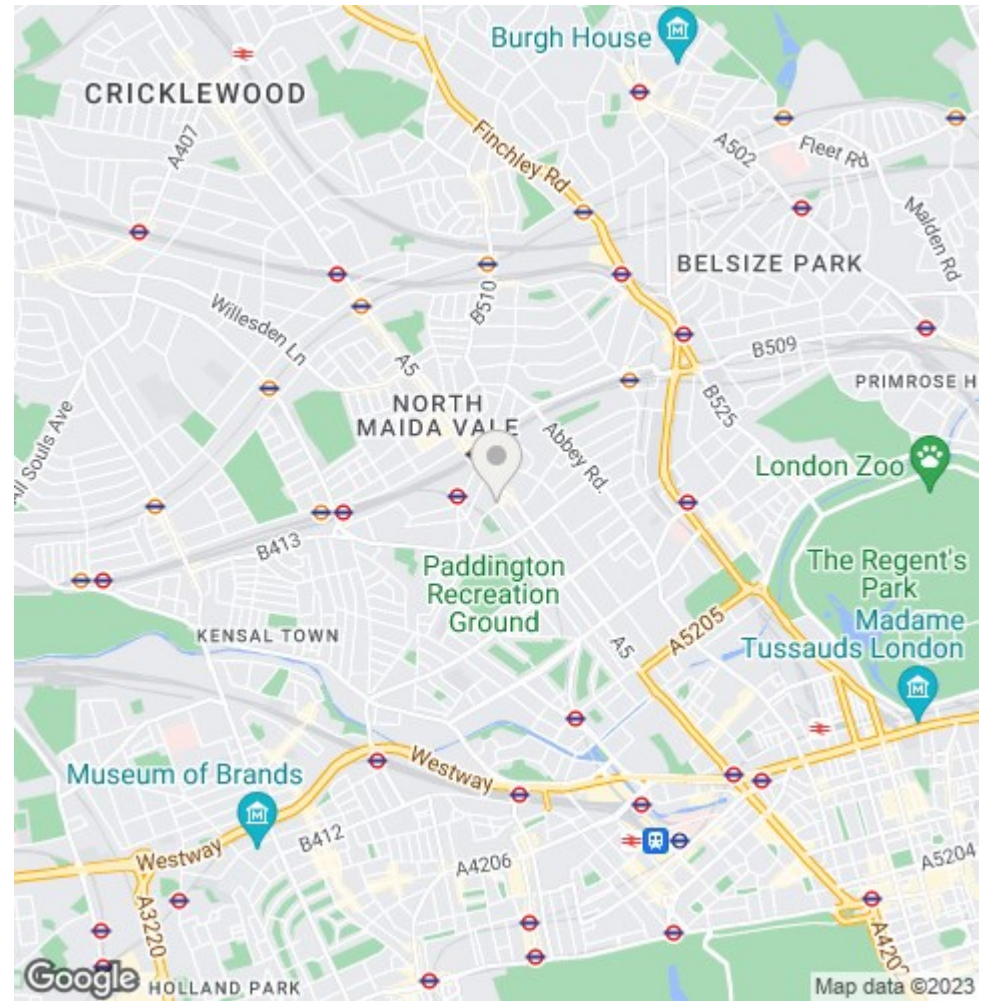 Burgh House
CRICKLEWOOD
A407
Finchley Rd
A502
Fleet Rd
Malden Rd
BELSIZE PARK
B510
Willesden Ln
A5
B509
PRIMROSE H
B525
NORTH
MAIDA VALE
Abbey Rd.
All Souls Ave
London Zoo
B413
Paddington
Recreation
Ground
The Regent's
Park
Madame
Tussauds London
KENSAL TOWN
A5
A5205
Westway
Museum of Brands
B412
Westway
A4206
A5204
A3220
A420
Google
HOLLAND PARK
Map data ©2023